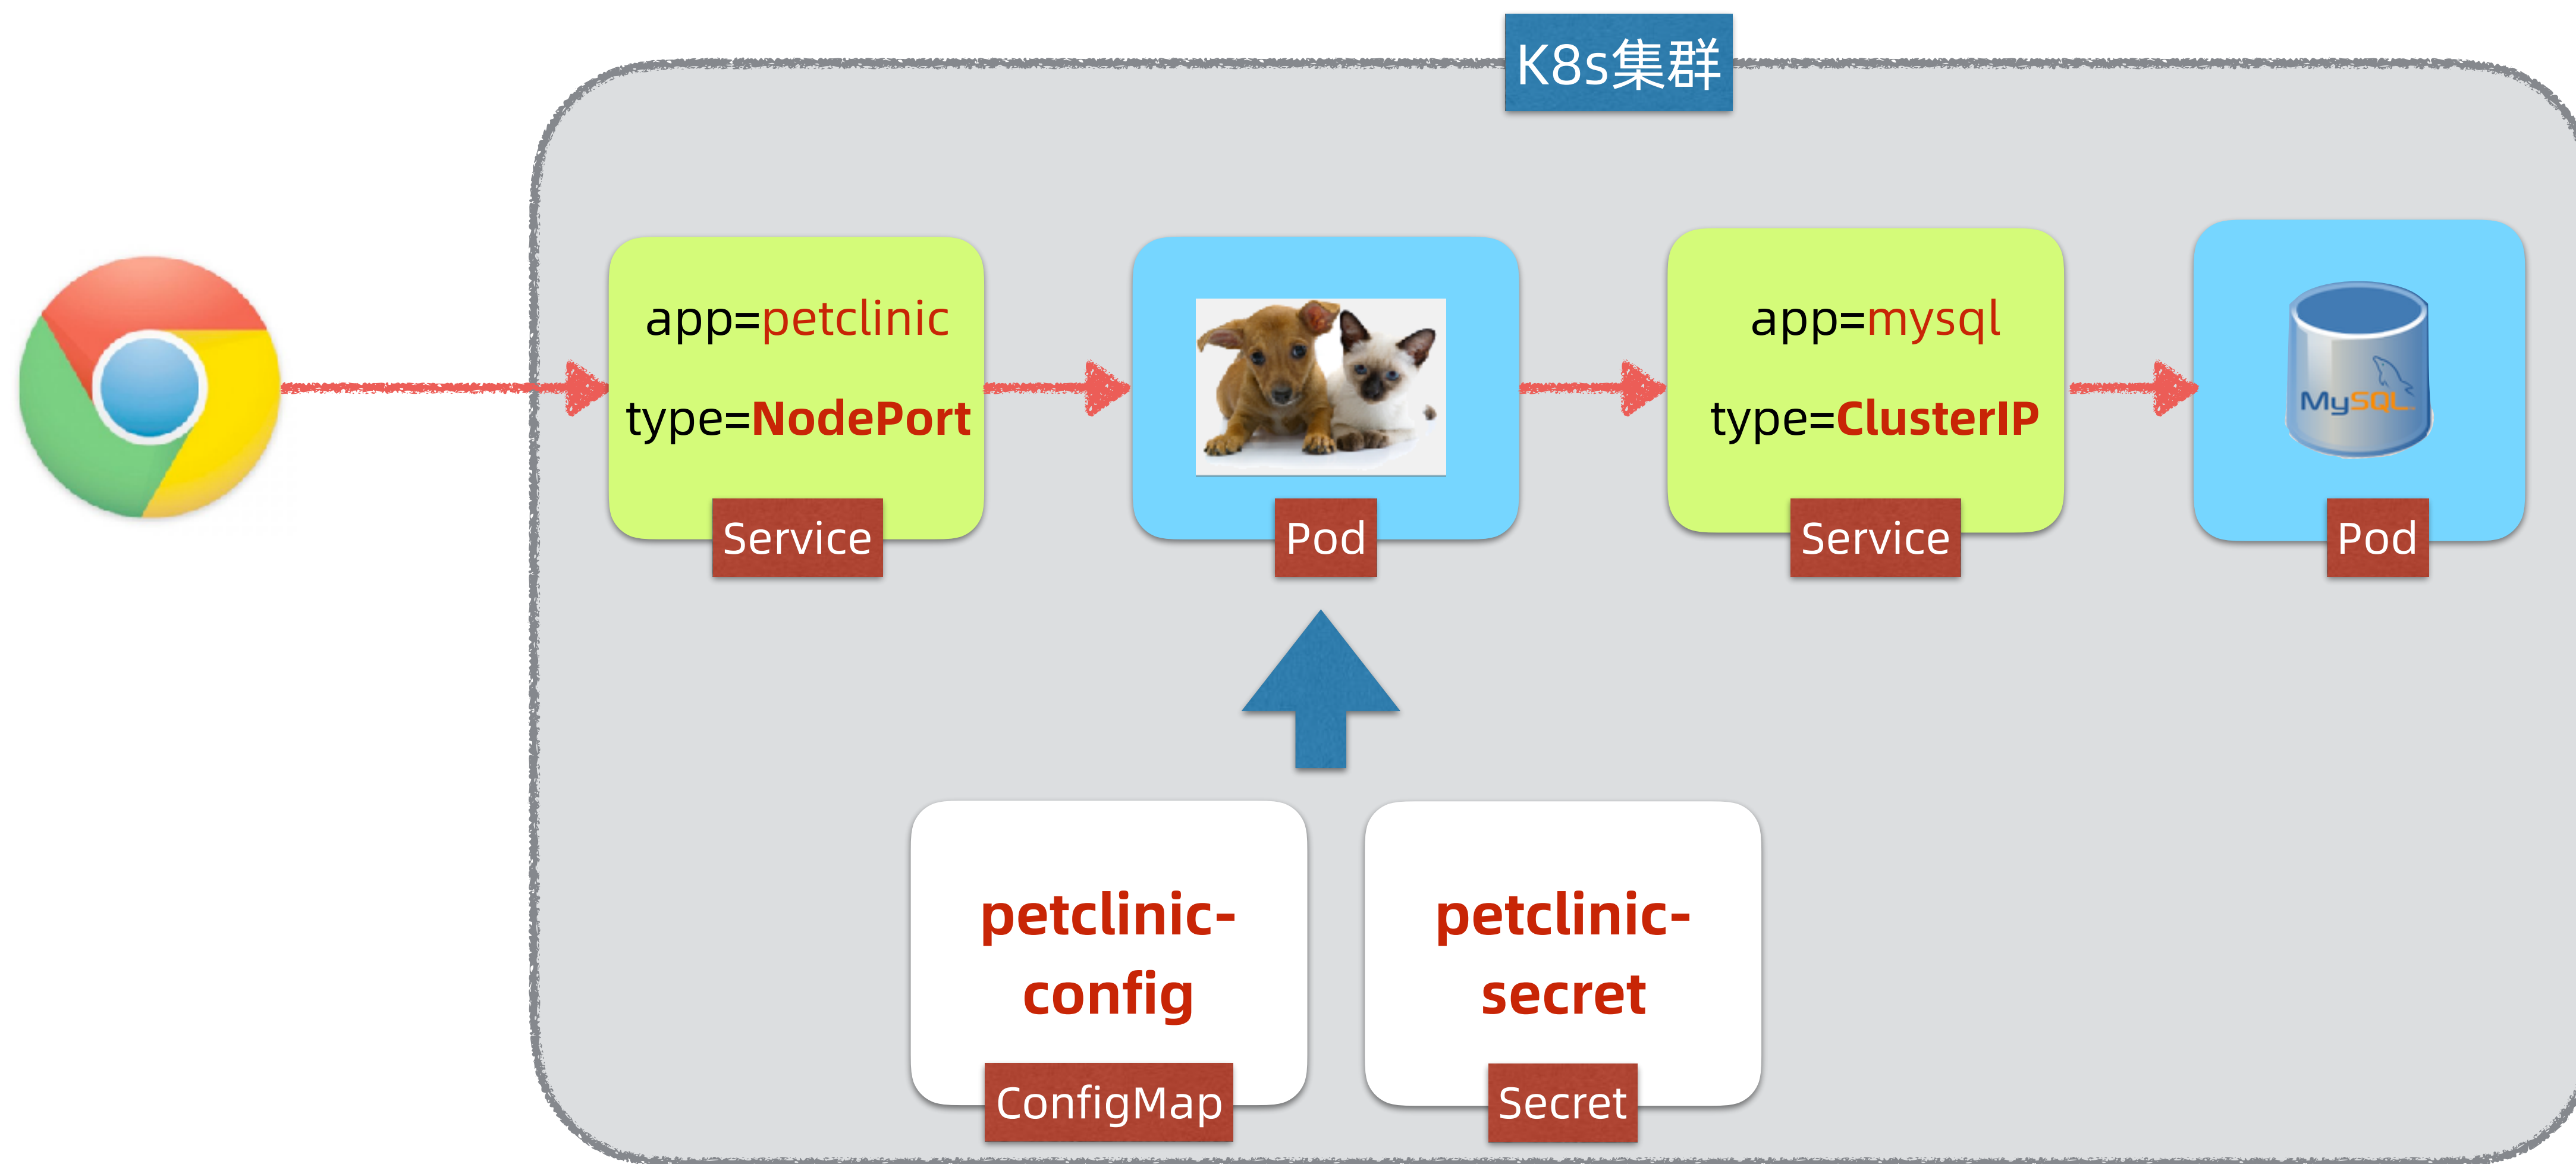 K8s集群
app=petclinic
type=NodePort
Service
Pod
app=mysql
type=ClusterIP
Service
MySQL
Pod
petclinic-
config
ConfigMap
petclinic-
secret
Secret